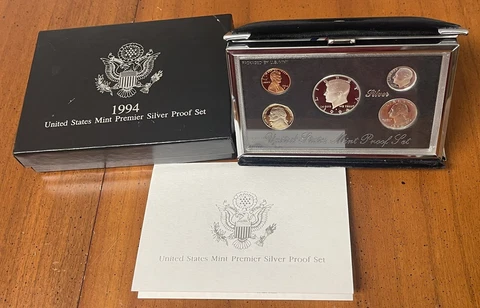 1994
United States Mint Premier Silver Proof Set
Silver
United States Mint Proof Set
United States Mint Premier Silver Proof Set